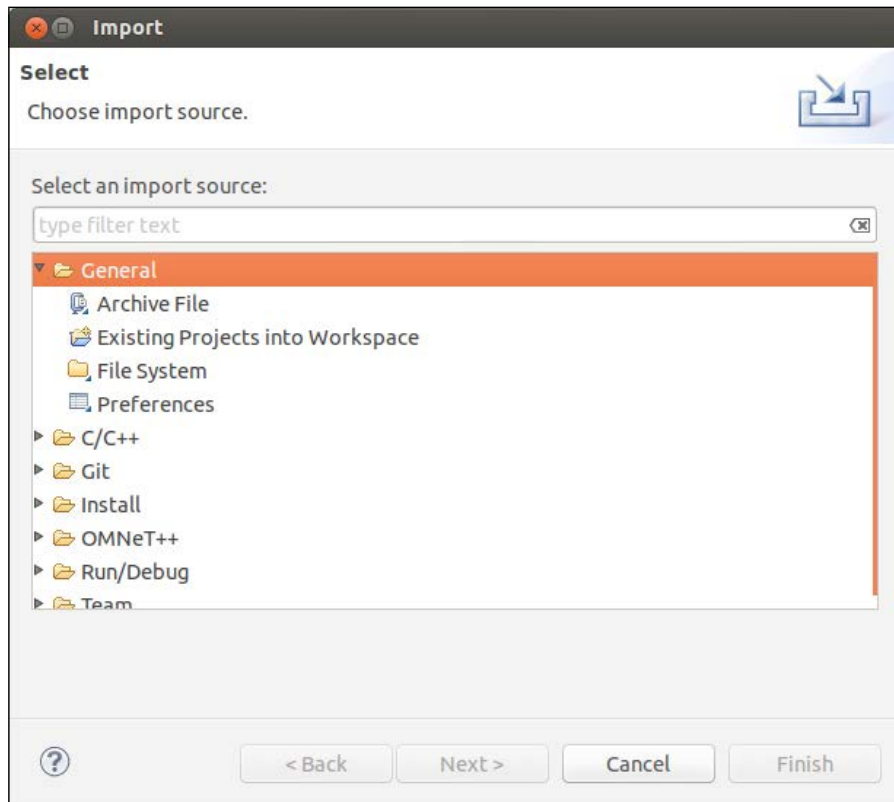 Import
Select
Choose import source.
Select an import source:
type filter text
General
Archive File
Existing Projects into Workspace
File System
Preferences
C/C++
Git
Install
OMNeT++
Run/Debug
Team
?
< Back
Next >
Cancel
Finish